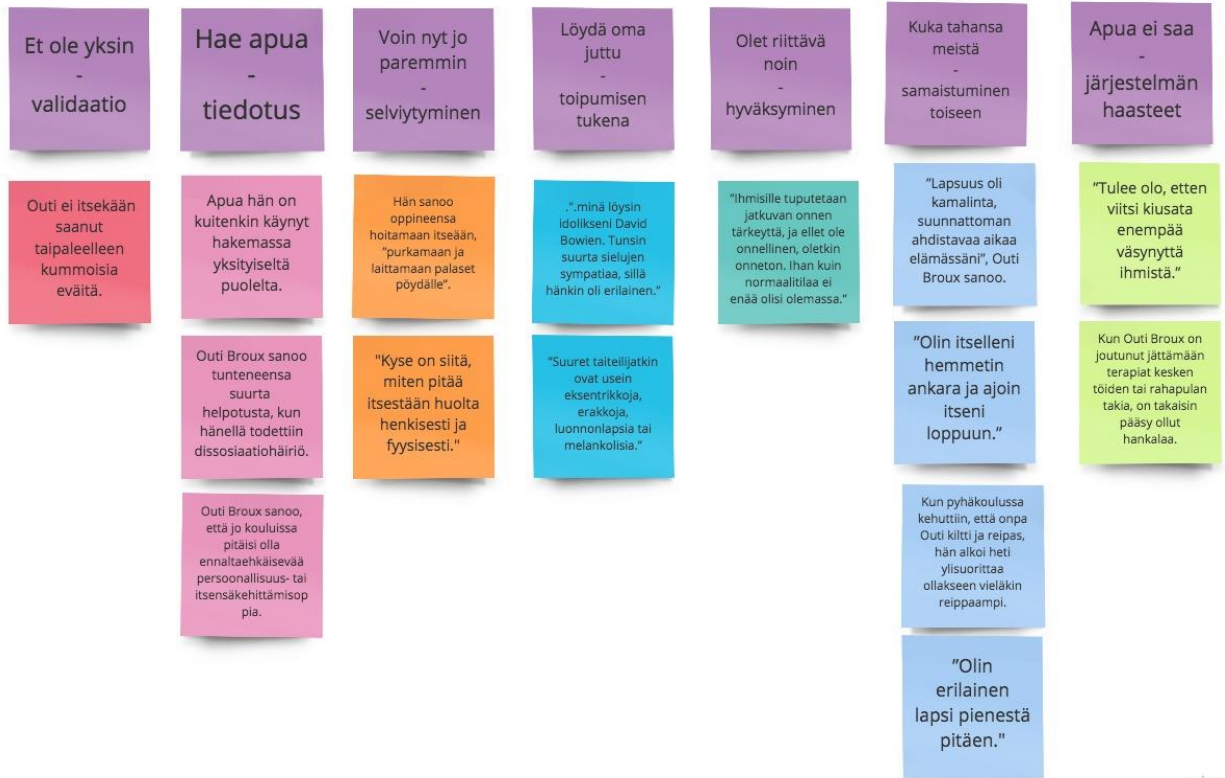 Et ole yksin
-
validaatio
Hae apua
-
tiedotus
Voin nyt jo
paremmin
-
selviytyminen
Löydä oma
juttu
-
toipumisen
tukena
Olet riittävä
noin
-
hyväksyminen
Kuka tahansa
meistä
-
samaistuminen
toiseen
Apua ei saa
-
järjestelmän
haasteet
Outi ei itsekään
saanut
taipaleelleen
kummoisia
eväitä.
Apua hän on
kuitenkin käynyt
hakemassa
yksityiseltä
puolelta.
Outi Broux sanoo
tunteneensa
suurta
helpotusta, kun
hänellä todettiin
dissosiaatiohäiriö.
Outi Broux sanoo,
että jo kouluissa
pitäisi olla
ennaltaehkäisevää
persoonallisuus- tai
itsensäkehittämisop
pia.
Hän sanoo
oppineensa
hoitamaan itseään,
”purkamaan ja
laittamaan palaset
pöydälle”.
"Kyse on siitä,
miten pitää
itsestään huolta
henkisesti ja
fyysisesti."
.".minä löysin
idolikseni David
Bowien. Tunsin
suurta sielujen
sympatiaa, sillä
hänkin oli erilainen.”
”Suuret taiteilijatkin
ovat usein
eksentrikkoja,
erakkoja,
luonnonlapsia tai
melankolisia.”
”Ihmisille tuputetaan
jatkuvan onnen
tärkeyttä, ja ellet ole
onnellinen, oletkin
onneton. Ihan kuin
normaalitilaa ei
enää olisi olemassa.”
”Lapsuus oli
kamalinta,
suunnattoman
ahdistavaa aikaa
elämässäni”, Outi
Broux sanoo.
”Olin itselleni
hemmetin
ankara ja ajoin
itseni
loppuun.”
Kun pyhäkoulussa
kehuttiin, että onpa
Outi kiltti ja reipas,
hän alkoi heti
ylisuorittaa
ollakseen vieläkin
reippaampi.
”Olin
erilainen
lapsi pienestä
pitäen."
”Tulee olo, etten
viitsi kiusata
enempää
väsynyttä
ihmistä.”
Kun Outi Broux on
joutunut jättämään
terapiat kesken
töiden tai rahapulan
takia, on takaisin
pääsy ollut
hankalaa.